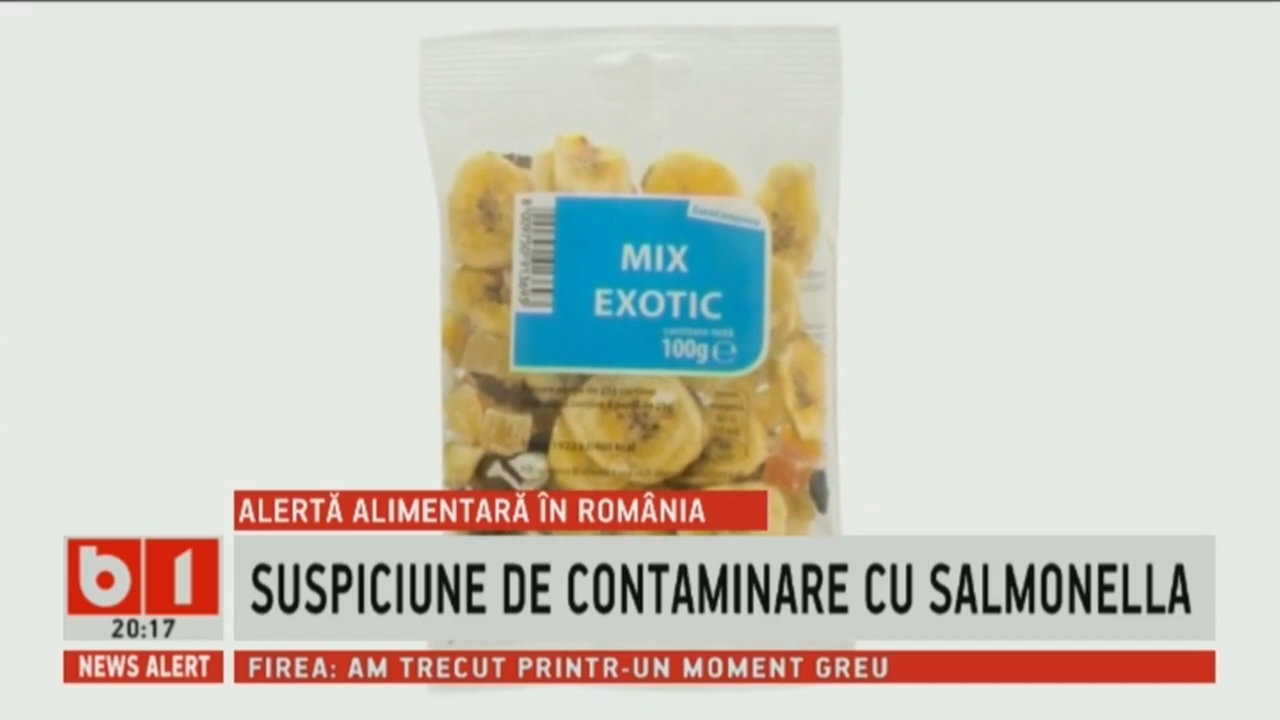 MIX
EXOTIC
100g e
ALERTĂ ALIMENTARĂ ÎN ROMÂNIA
b1
SUSPICIUNE DE CONTAMINARE CU SALMONELLA
20:17
NEWS ALERT
FIREA: AM TRECUT PRINTR-UN MOMENT GREU